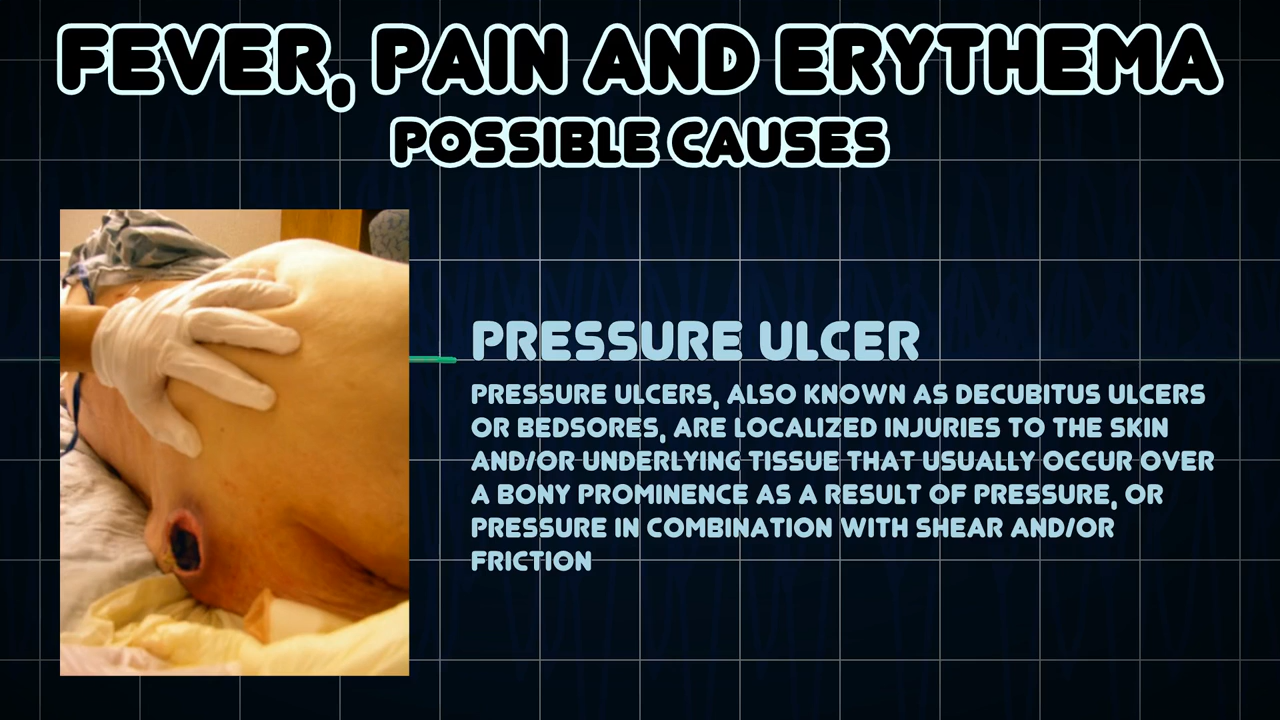 FEVER, PAIN AND ERYTHEMA
POSSIBLE CAUSES
PRESSURE ULCER
PRESSURE ULCERS, ALSO KNOWN AS DECUBITUS ULCERS
OR BEDSORES, ARE LOCALIZED INJURIES TO THE SKIN
AND/OR UNDERLYING TISSUE THAT USUALLY OCCUR OVER
A BONY PROMINENCE AS A RESULT OF PRESSURE, OR
PRESSURE IN COMBINATION WITH SHEAR AND/OR
FRICTION